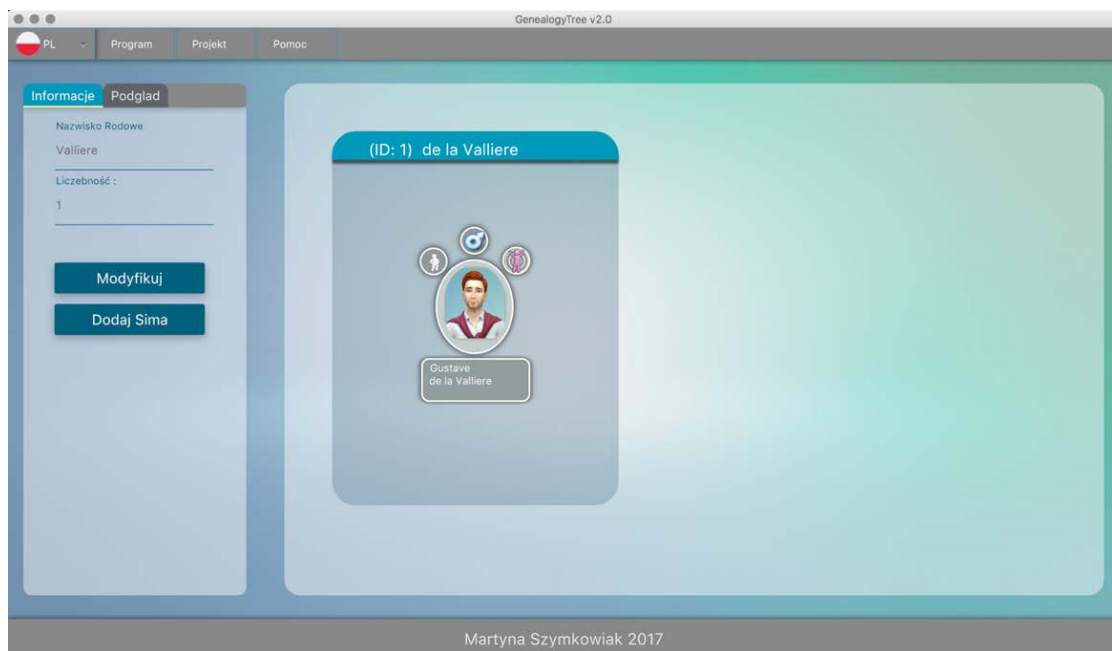 GenealogyTree v2.0
PL
Program
Projekt
Pomoc
Informacje
Podglad
Nazwisko Rodowe
Valliere
Liczebność :
1
Modyfikuj
Dodaj Sima
(ID: 1) de la Valliere
Gustave
de la Valliere
Martyna Szymkowiak 2017